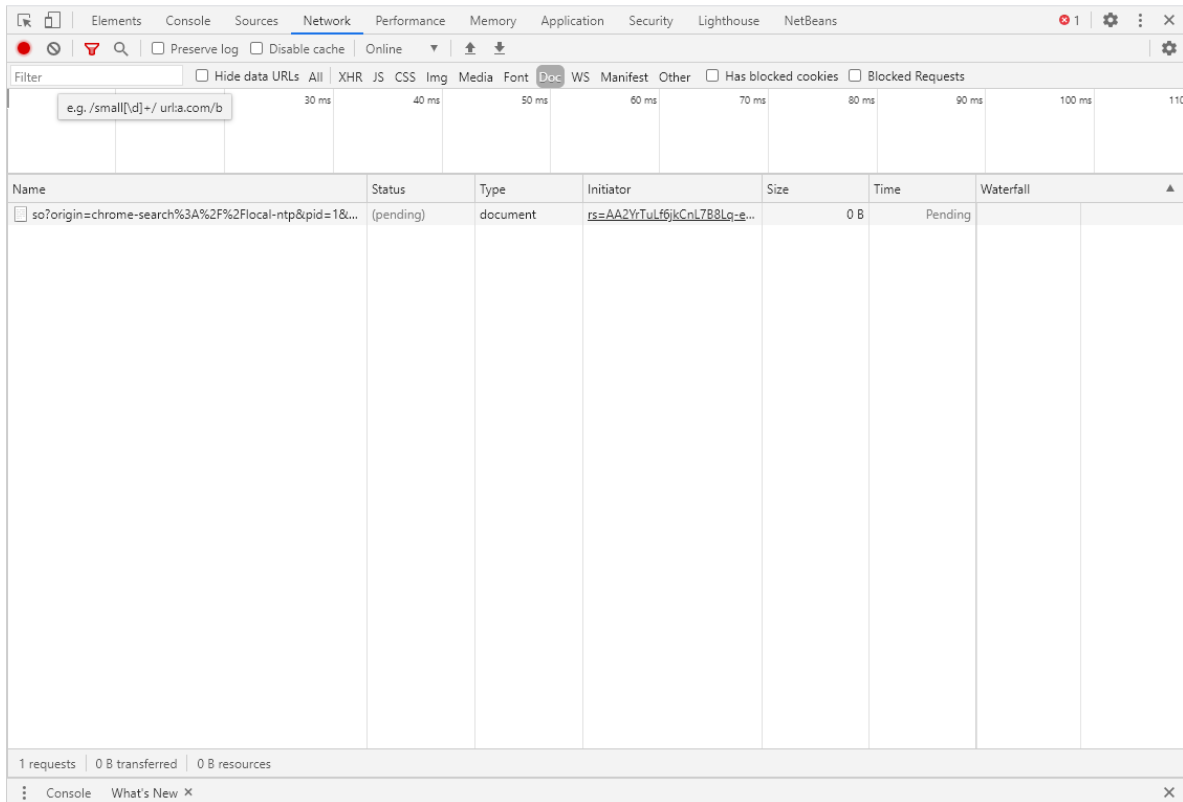 Elements Console Sources Network Performance Memory Application Security Lighthouse NetBeans 1
Preserve log Disable cache Online
Filter Hide data URLs All XHR JS CSS Img Media Font Doc WS Manifest Other Has blocked cookies Blocked Requests
30 ms 40 ms 50 ms 60 ms 70 ms 80 ms 90 ms 100 ms 110
e.g. /small[\d]+/ url:a.com/b
Name Status Type Initiator Size Time Waterfall
so?origin=chrome-search%3A%2F%2Flocal-ntp&pid=1&... (pending) document rs=AA2YrTuLf6jkCnL7B8Lq-e... 0 B Pending
1 requests 0 B transferred 0 B resources
Console What's New